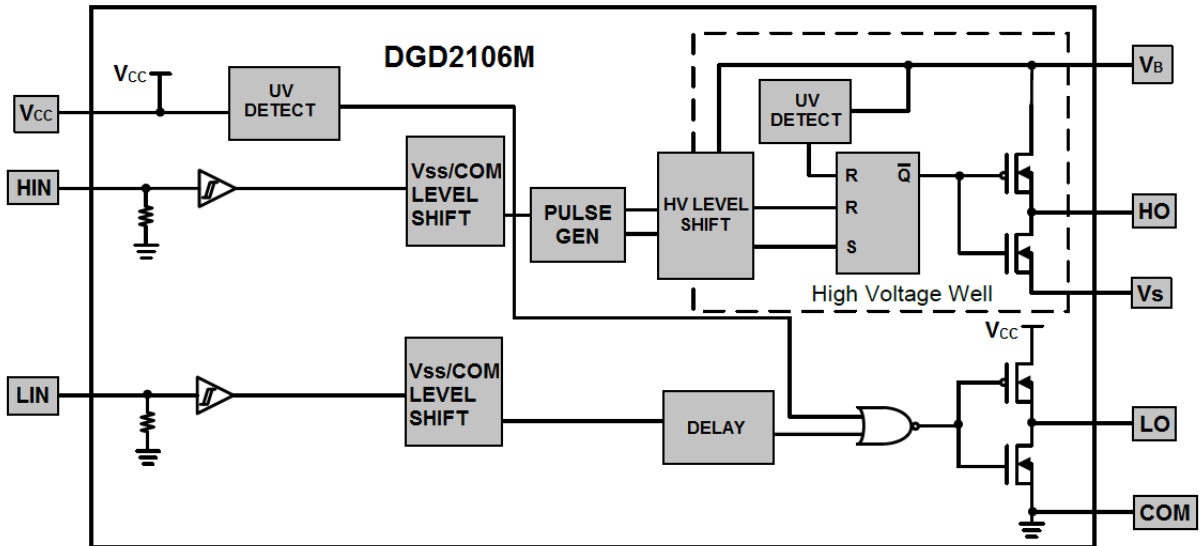 DGD2106M
VCC
VCC
UV
DETECT
HIN
Vss/COM
LEVEL
SHIFT
PULSE
GEN
HV LEVEL
SHIFT
UV
DETECT
R
Q̅
R
S
High Voltage Well
VB
HO
Vs
LIN
Vss/COM
LEVEL
SHIFT
DELAY
VCC
LO
COM